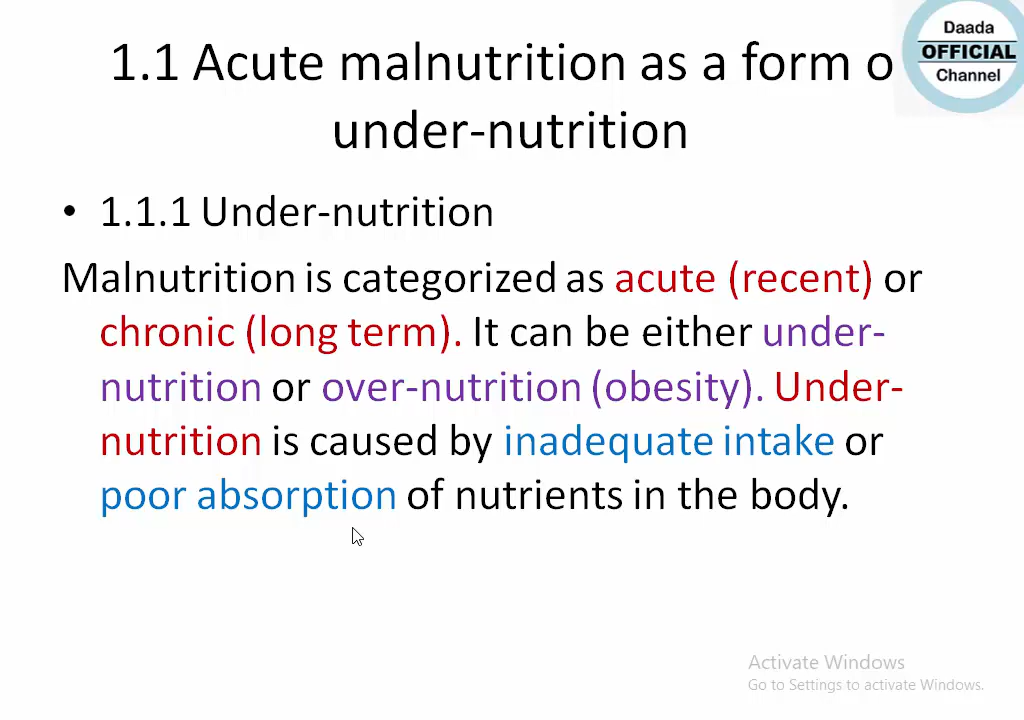 1.1 Acute malnutrition as a form o
under-nutrition
• 1.1.1 Under-nutrition
Malnutrition is categorized as acute (recent) or
chronic (long term). It can be either under-
nutrition or over-nutrition (obesity). Under-
nutrition is caused by inadequate intake or
poor absorption of nutrients in the body.
Daada
OFFICIAL
Channel
Activate Windows
Go to Settings to activate Windows.